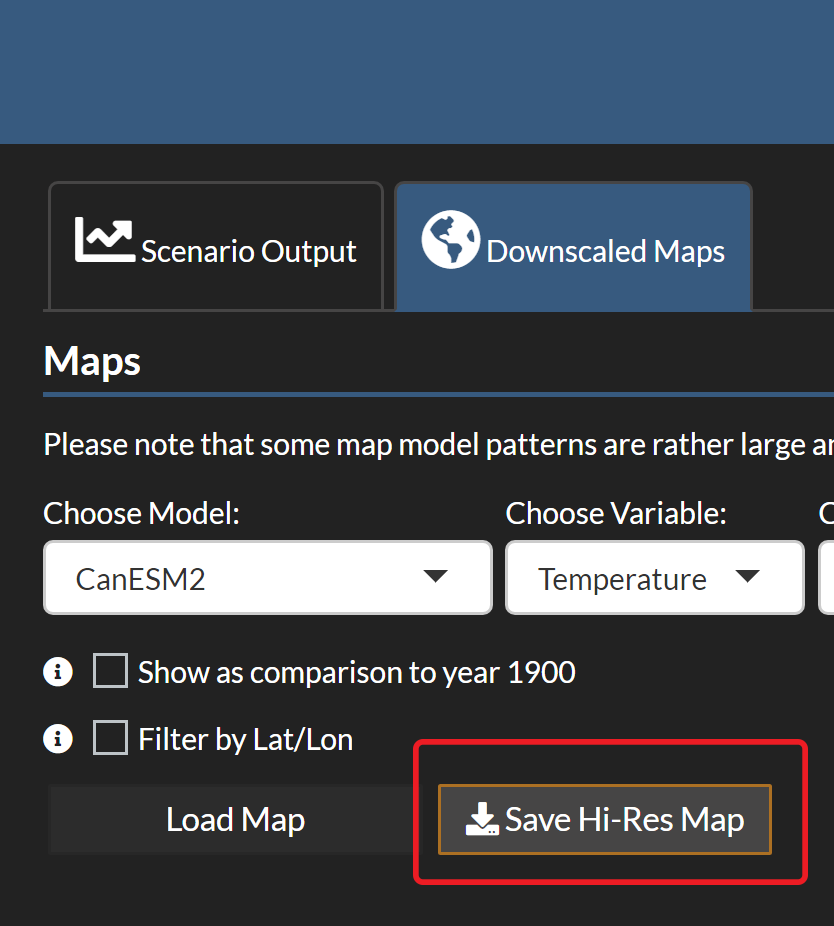 Scenario Output
Downscaled Maps
Maps
Please note that some map model patterns are rather large
Choose Model:
Choose Variable:
CanESM2
Temperature
Show as comparison to year 1900
Filter by Lat/Lon
Load Map
Save Hi-Res Map